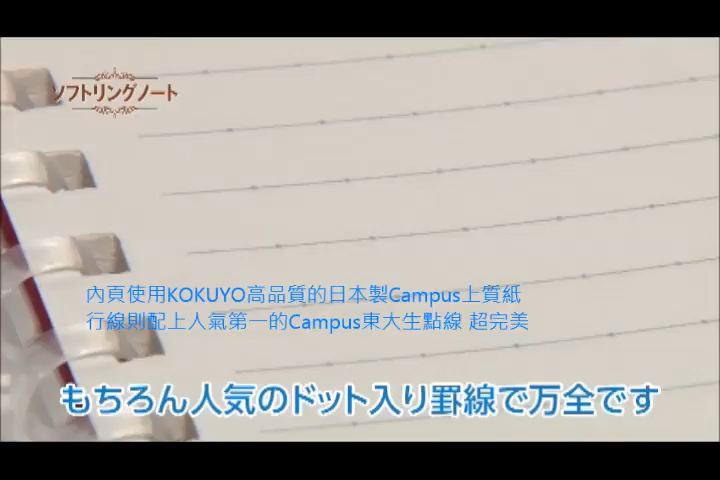 ソフトリングノート
內頁使用KOKUYO高品質的日本製Campus上質紙
行線則配上人氣第一的Campus東大生點線 超完美
もちろん人気のドット入り罫線で万全です